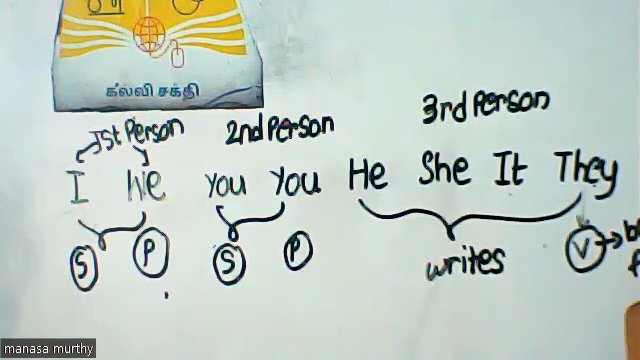 கல்வி சக்தி
1st Person 2nd Person 3rd Person
I We You You He She It They
S P S P writes V
manasa murthy